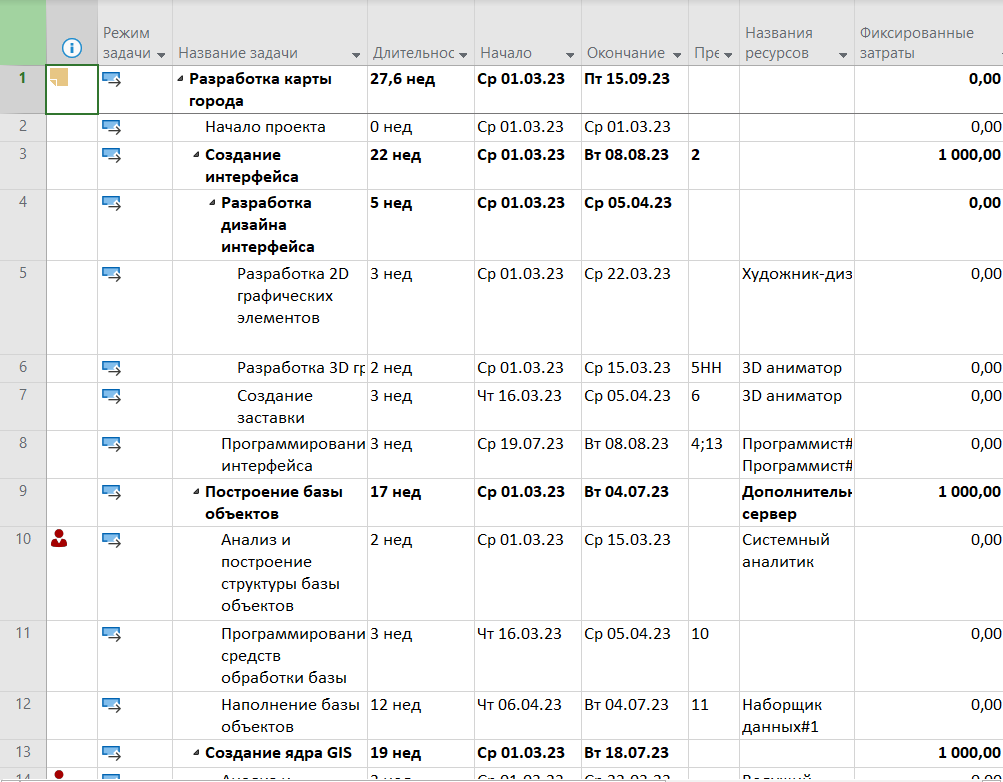 Режим задачи Название задачи Длительнос Начало Окончание Пре Названия ресурсов Фиксированные затраты
1 Разработка карты города 27,6 нед Ср 01.03.23 Пт 15.09.23 0,00
2 Начало проекта 0 нед Ср 01.03.23 Ср 01.03.23 0,00
3 Создание интерфейса 22 нед Ср 01.03.23 Вт 08.08.23 2 1 000,00
4 Разработка дизайна интерфейса 5 нед Ср 01.03.23 Ср 05.04.23 0,00
5 Разработка 2D графических элементов 3 нед Ср 01.03.23 Ср 22.03.23 Художник-диз 0,00
6 Разработка 3D гр 2 нед Ср 01.03.23 Ср 15.03.23 5НН 3D аниматор 0,00
7 Создание заставки 3 нед Чт 16.03.23 Ср 05.04.23 6 3D аниматор 0,00
8 Программировани интерфейса 3 нед Ср 19.07.23 Вт 08.08.23 4;13 Программист# Программист# 0,00
9 Построение базы объектов 17 нед Ср 01.03.23 Вт 04.07.23 Дополнительн сервер 1 000,00
10 Анализ и построение структуры базы объектов 2 нед Ср 01.03.23 Ср 15.03.23 Системный аналитик 0,00
11 Программировани средств обработки базы 3 нед Чт 16.03.23 Ср 05.04.23 10 0,00
12 Наполнение базы объектов 12 нед Чт 06.04.23 Вт 04.07.23 11 Наборщик данных#1 0,00
13 Создание ядра GIS 19 нед Ср 01.03.23 Вт 18.07.23 1 000,00